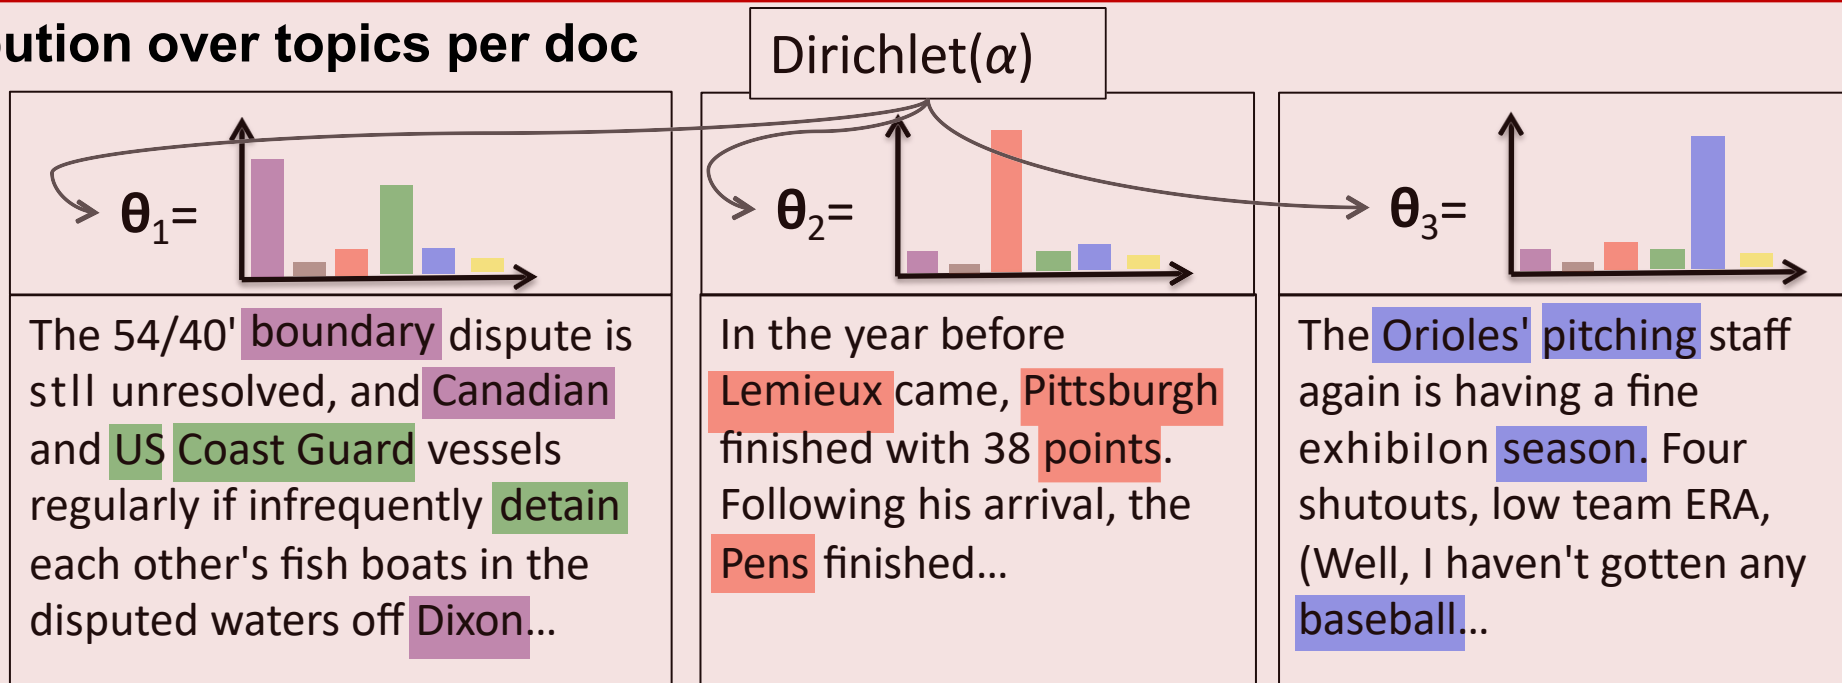 ution over topics per doc
Dirichlet(α)
θ1=
θ2=
θ3=
The 54/40' boundary dispute is
stll unresolved, and Canadian
and US Coast Guard vessels
regularly if infrequently detain
each other's fish boats in the
disputed waters off Dixon...
In the year before
Lemieux came, Pittsburgh
finished with 38 points.
Following his arrival, the
Pens finished...
The Orioles' pitching staff
again is having a fine
exhibiIon season. Four
shutouts, low team ERA,
(Well, I haven't gotten any
baseball...